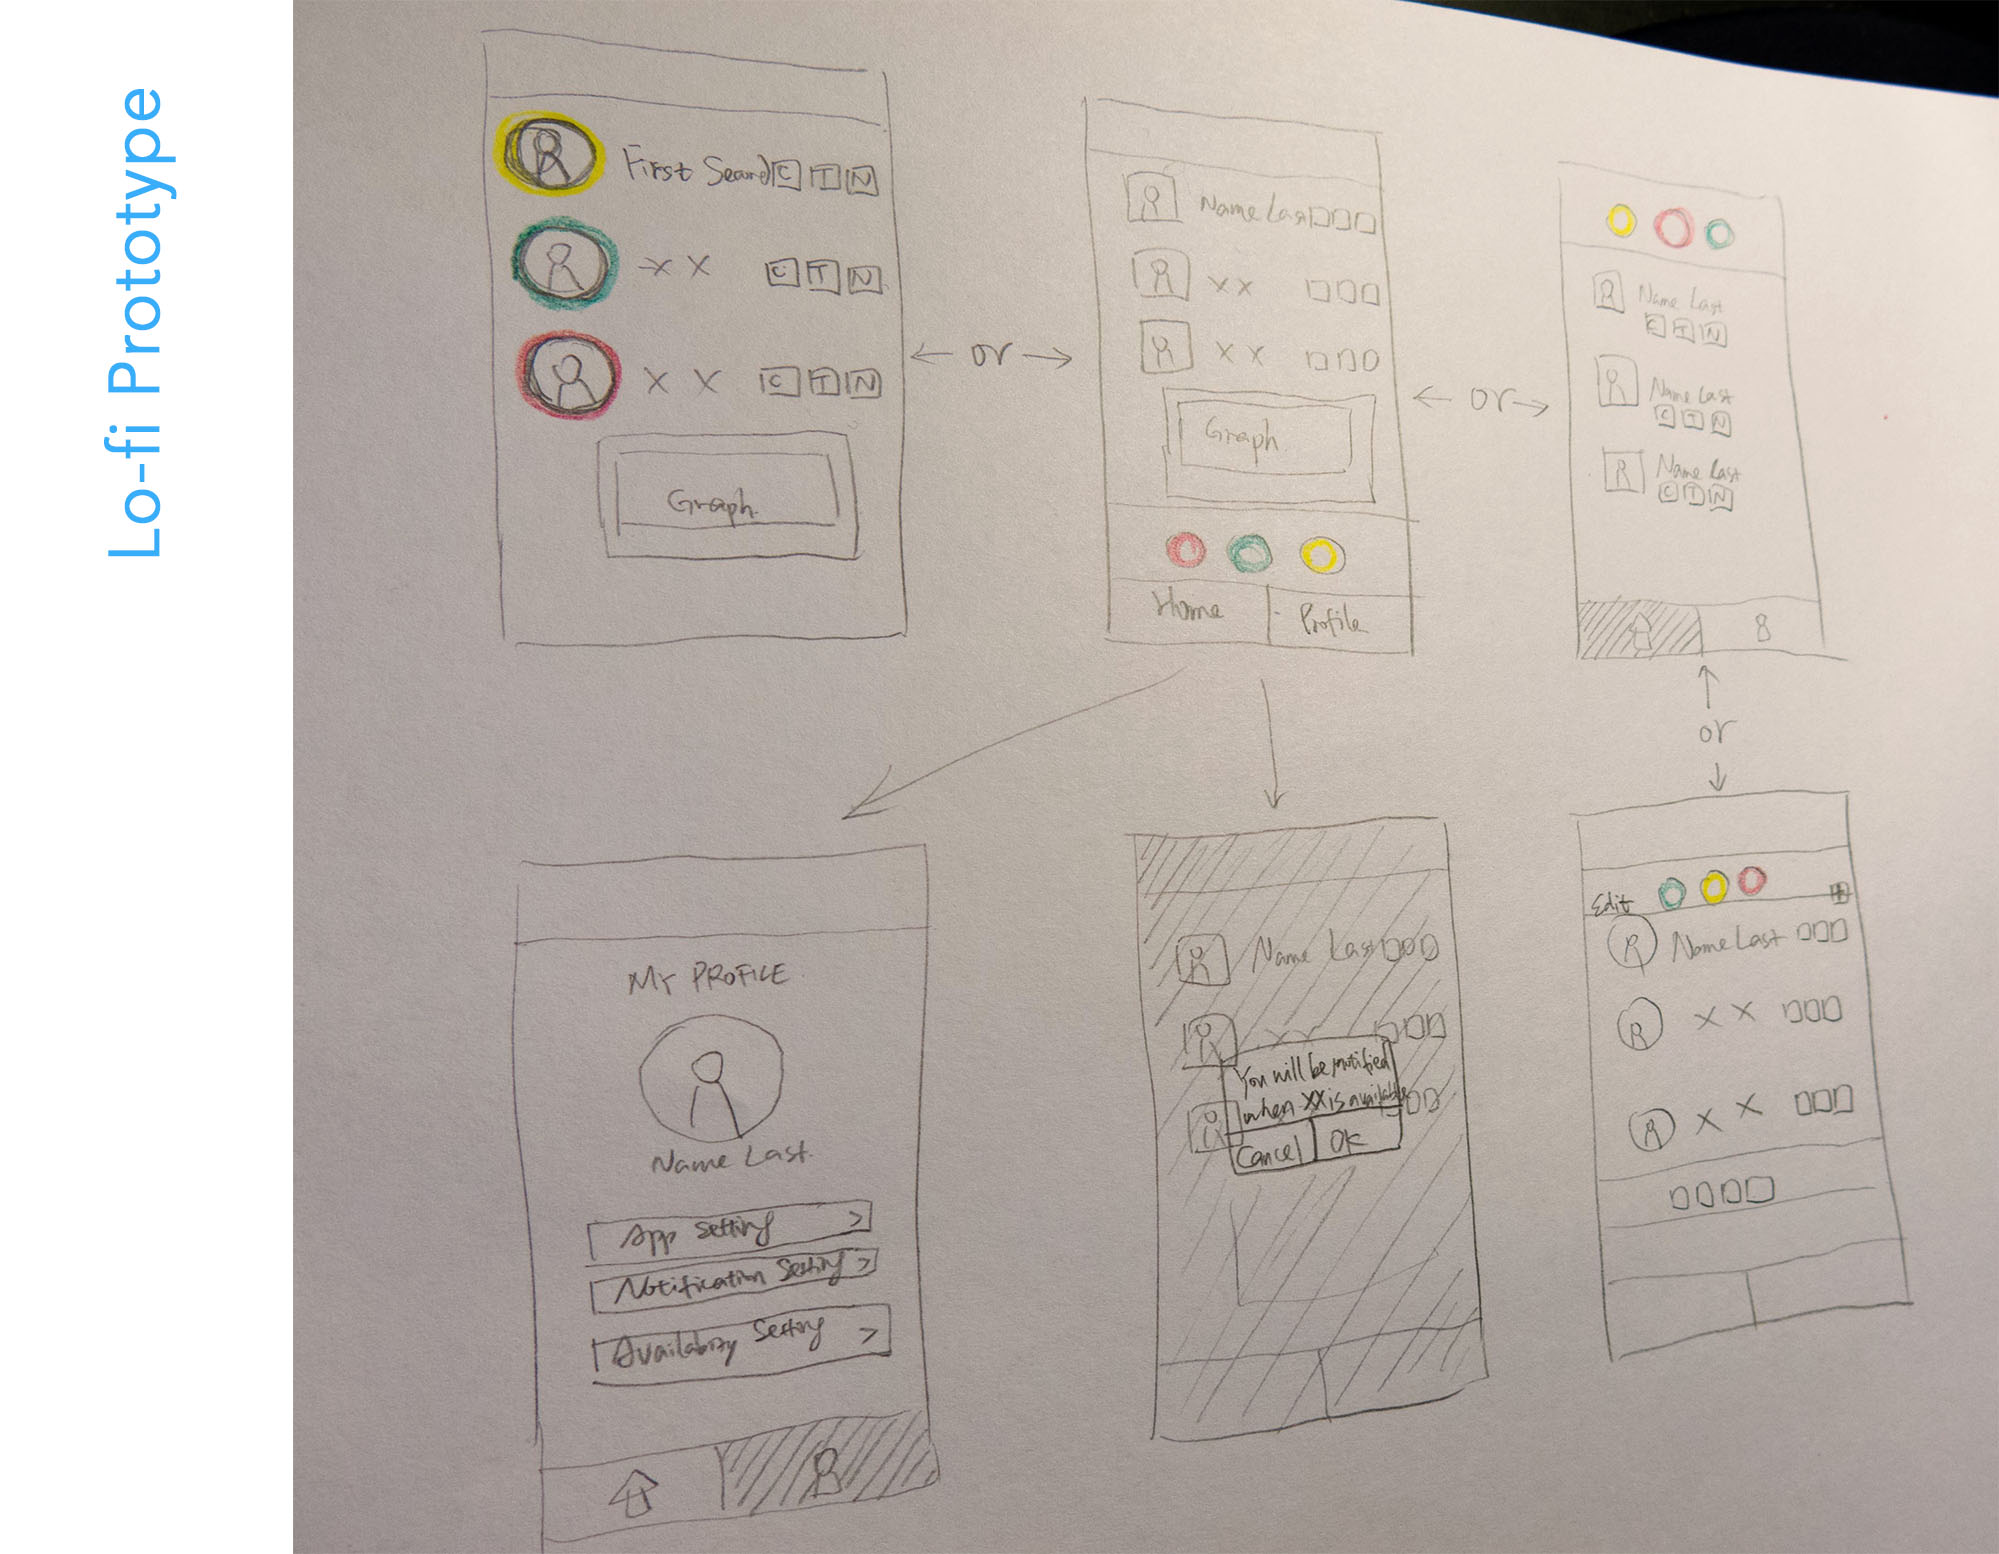 Lo-fi Prototype
First Second C T N
x x C T N
x x C T N
Graph
← or →
Name Last
x x
x x
Graph
Home
Profile
← or →
Name Last
C T N
Name Last
C T N
Name Last
C T N
or
MY PROFILE
Name Last
App Setting >
Notification Setting >
Availability Setting >
Name Last
x x
You will be notified
when XX is available
Cancel
OK
Edit
+
Name Last
x x
x x